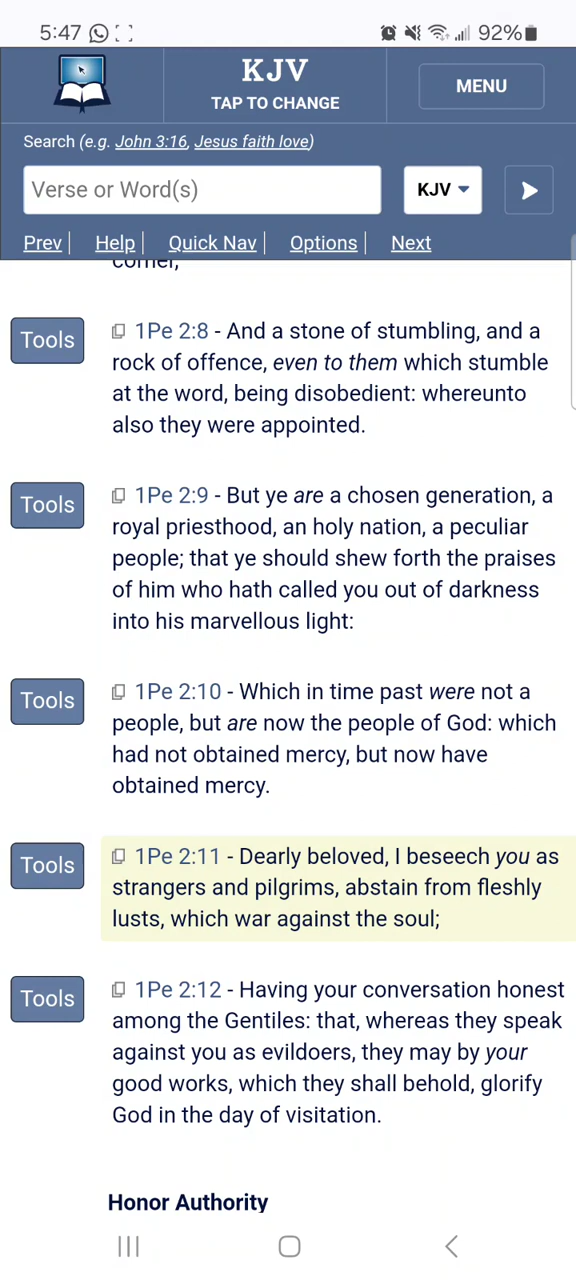 5:47
92%
KJV
TAP TO CHANGE
MENU
Search (e.g. John 3:16, Jesus faith love)
Verse or Word(s)
KJV
Prev
Help
Quick Nav
Options
Next
corner,
Tools
1Pe 2:8 - And a stone of stumbling, and a
rock of offence, even to them which stumble
at the word, being disobedient: whereunto
also they were appointed.
Tools
1Pe 2:9 - But ye are a chosen generation, a
royal priesthood, an holy nation, a peculiar
people; that ye should shew forth the praises
of him who hath called you out of darkness
into his marvellous light:
Tools
1Pe 2:10 - Which in time past were not a
people, but are now the people of God: which
had not obtained mercy, but now have
obtained mercy.
Tools
1Pe 2:11 - Dearly beloved, I beseech you as
strangers and pilgrims, abstain from fleshly
lusts, which war against the soul;
Tools
1Pe 2:12 - Having your conversation honest
among the Gentiles: that, whereas they speak
against you as evildoers, they may by your
good works, which they shall behold, glorify
God in the day of visitation.
Honor Authority